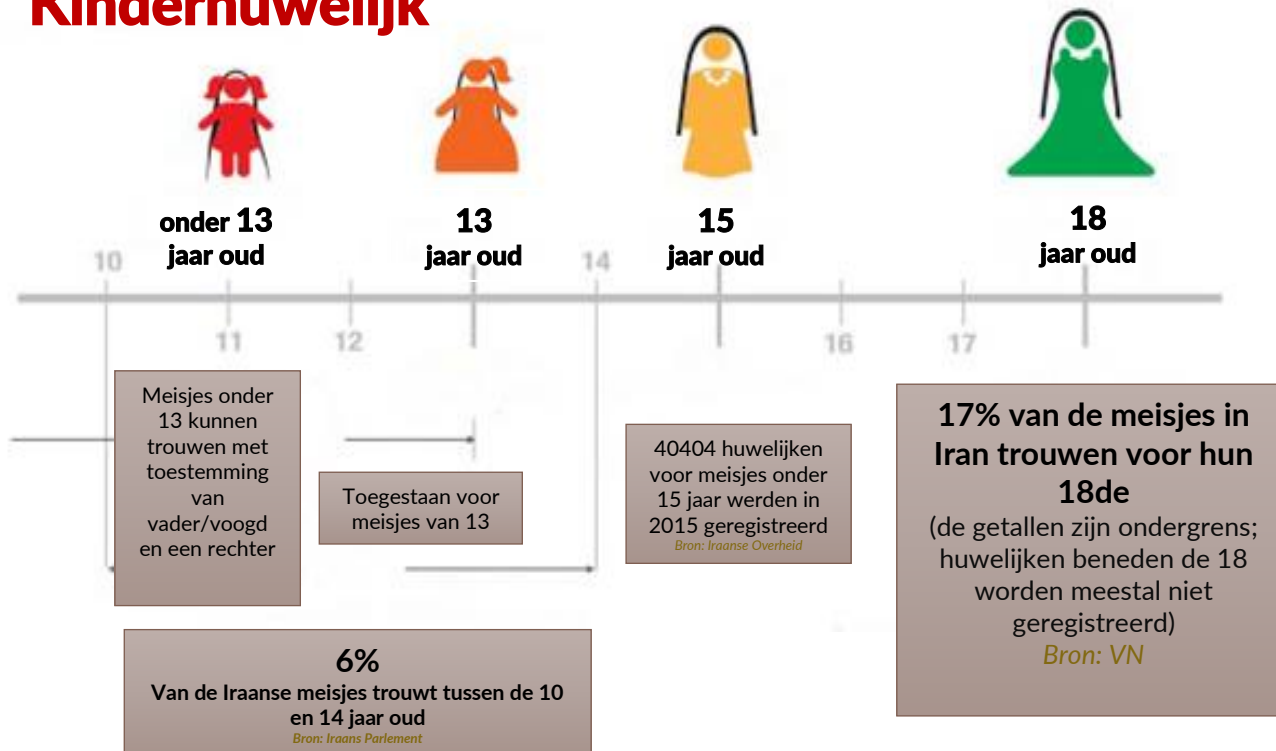 Kinderhuwelijk
onder 13
jaar oud
13
jaar oud
15
jaar oud
18
jaar oud
10
14
11
12
16
17
Meisjes onder
13 kunnen
trouwen met
toestemming
van
vader/voogd
en een rechter
Toegestaan voor
meisjes van 13
40404 huwelijken
voor meisjes onder
15 jaar werden in
2015 geregistreerd
Bron: Iraanse Overheid
17% van de meisjes in
Iran trouwen voor hun
18de
(de getallen zijn ondergrens;
huwelijken beneden de 18
worden meestal niet
geregistreerd)
Bron: VN
6%
Van de Iraanse meisjes trouwt tussen de 10
en 14 jaar oud
Bron: Iraans Parlement